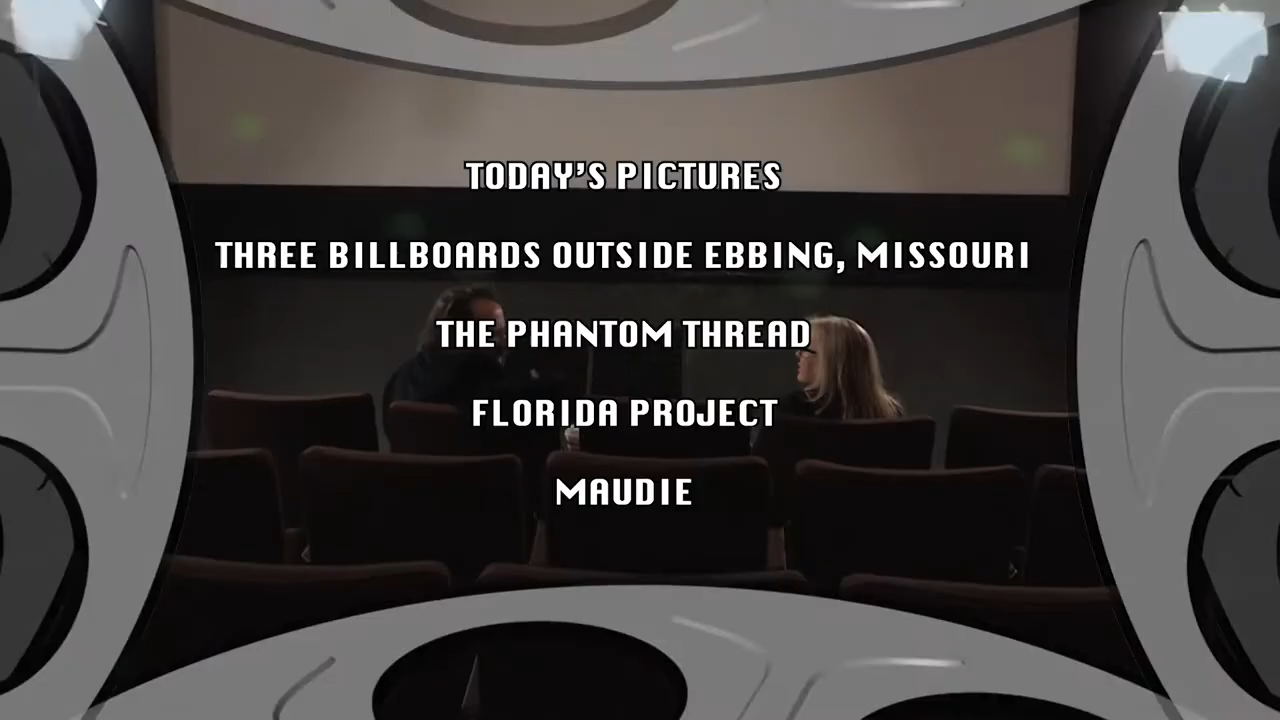 TODAY'S PICTURES
THREE BILLBOARDS OUTSIDE EBBING, MISSOURI
THE PHANTOM THREAD
FLORIDA PROJECT
MAUDIE